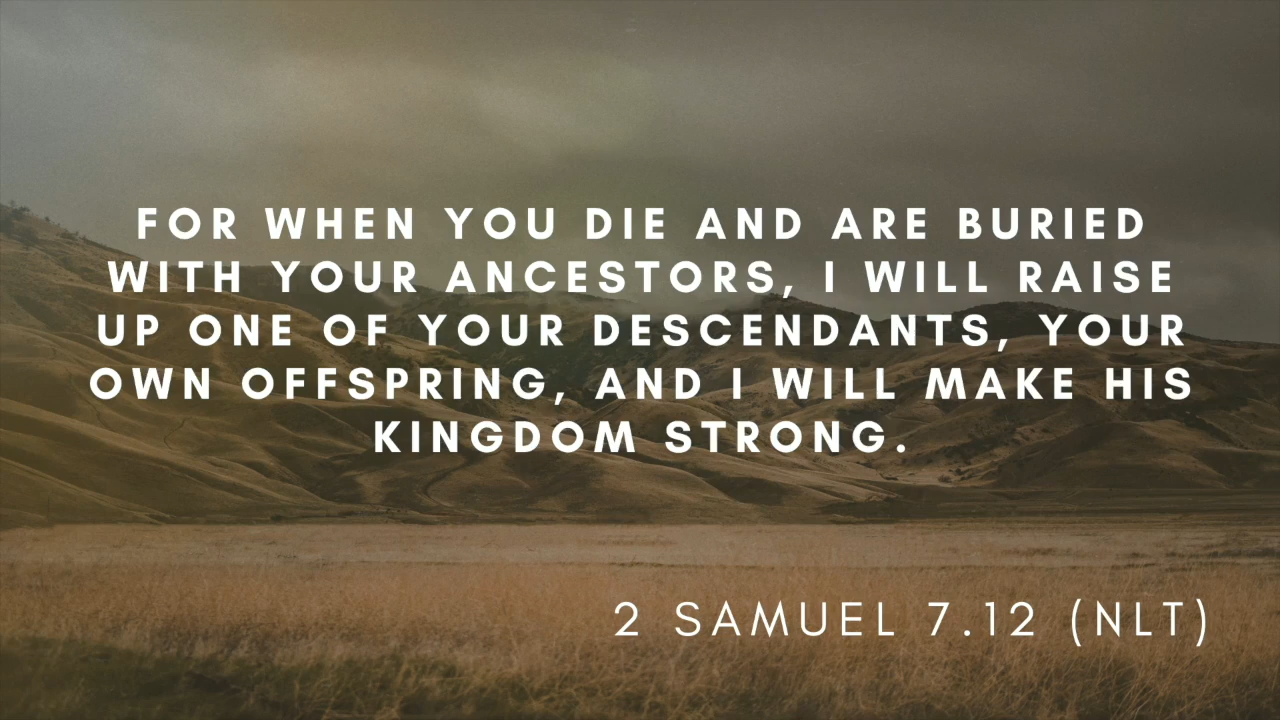 FOR WHEN YOU DIE AND ARE BURIED
WITH YOUR ANCESTORS, I WILL RAISE
UP ONE OF YOUR DESCENDANTS, YOUR
OWN OFFSPRING, AND I WILL MAKE HIS
KINGDOM STRONG.
2 SAMUEL 7.12 (NLT)